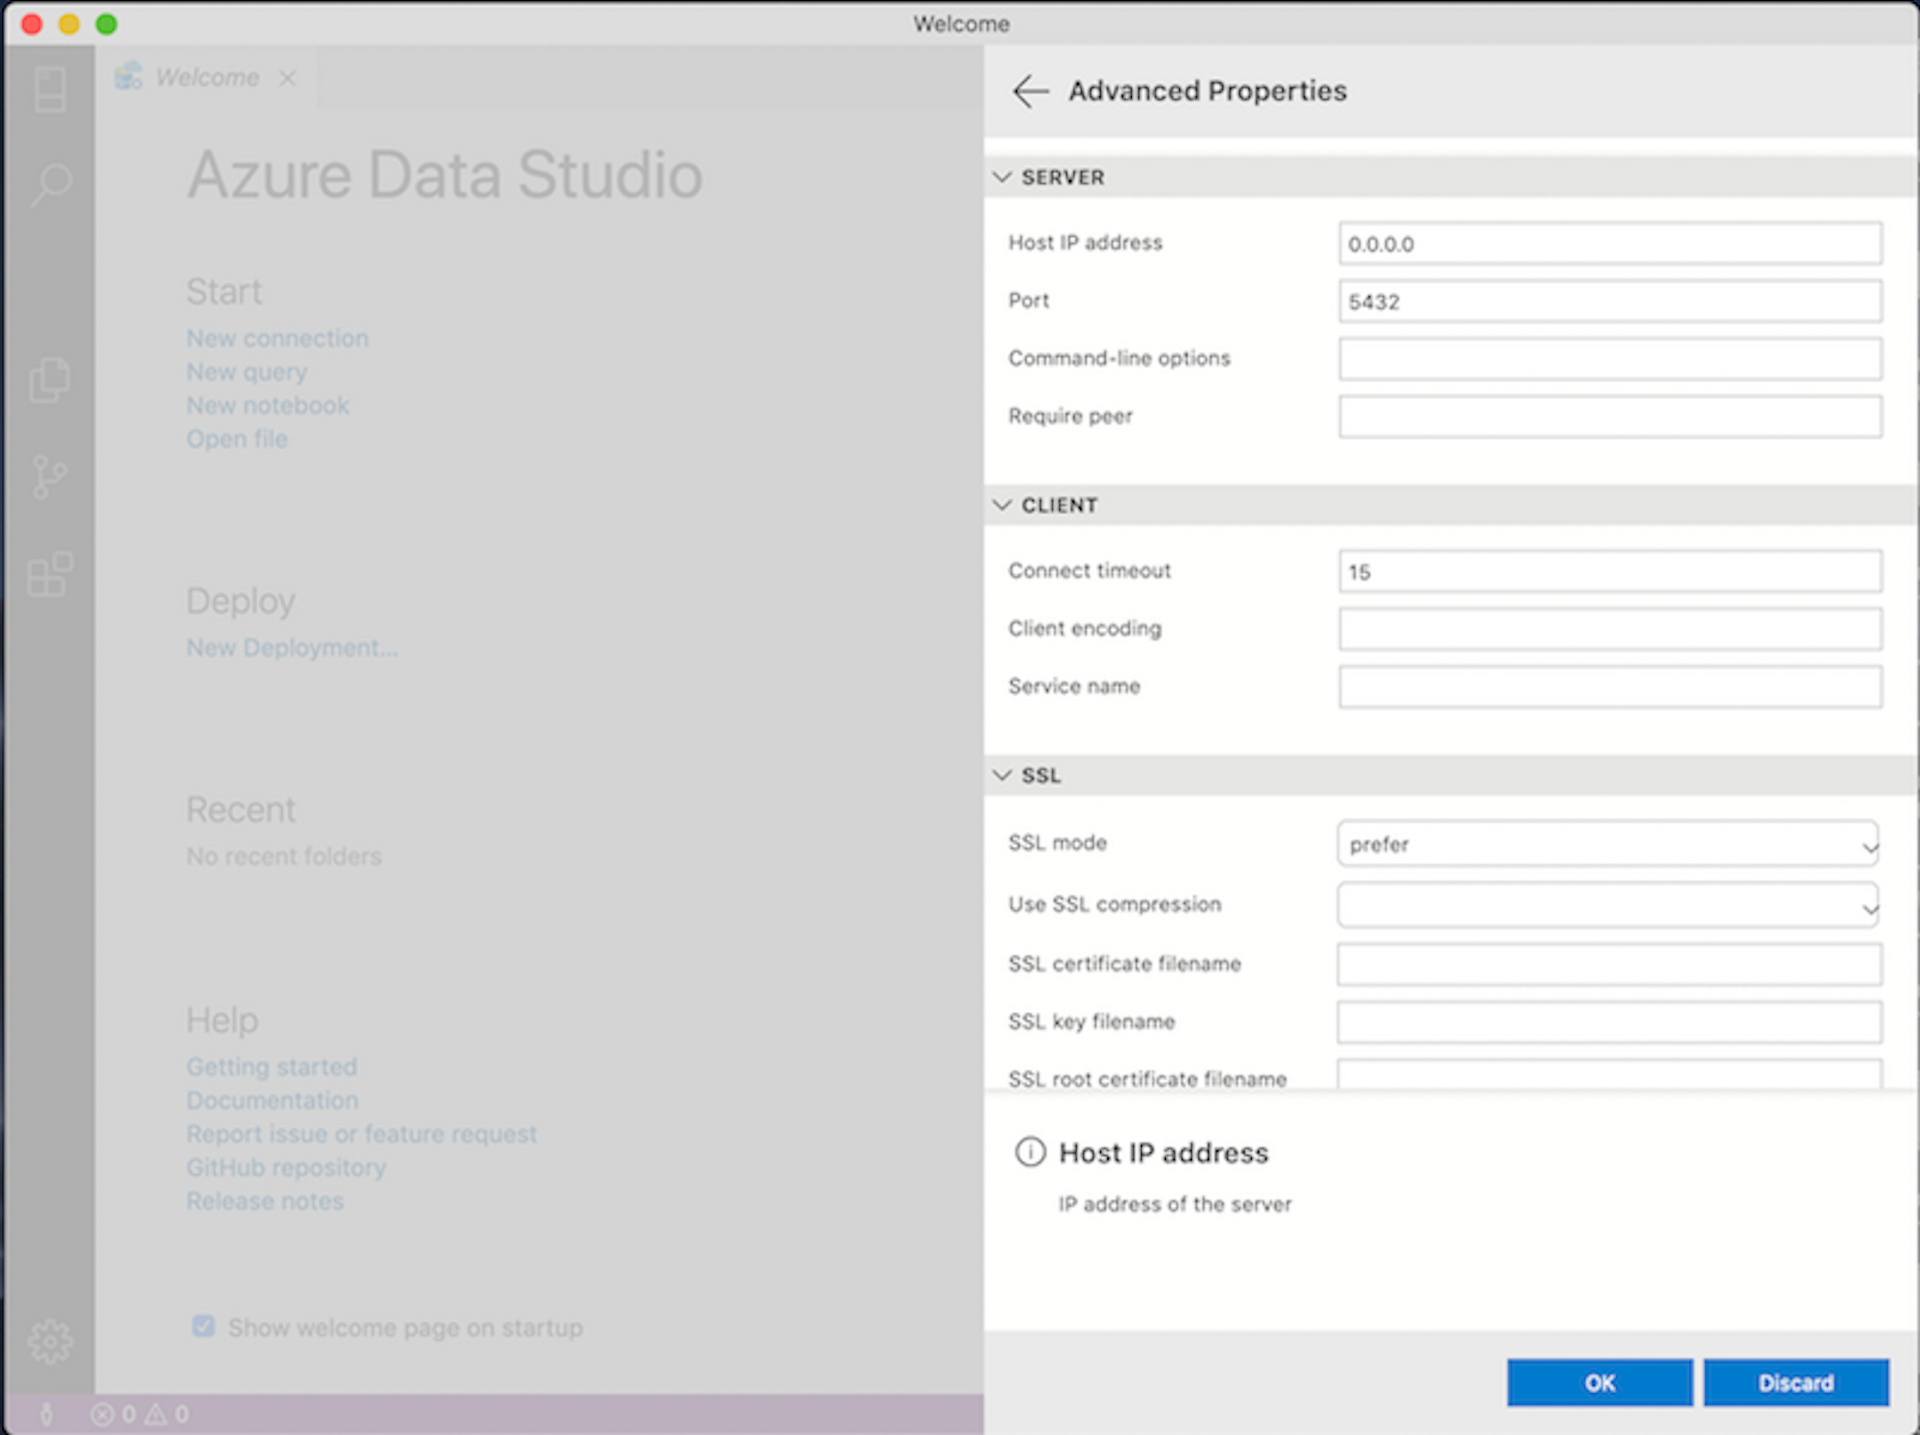 Welcome
Welcome
Azure Data Studio
Start
New connection
New query
New notebook
Open file
Deploy
New Deployment...
Recent
No recent folders
Help
Getting started
Documentation
Report issue or feature request
GitHub repository
Release notes
Show welcome page on startup
0 0
Advanced Properties
SERVER
Host IP address 0.0.0.0
Port 5432
Command-line options
Require peer
CLIENT
Connect timeout 15
Client encoding
Service name
SSL
SSL mode prefer
Use SSL compression
SSL certificate filename
SSL key filename
SSL root certificate filename
Host IP address
IP address of the server
OK Discard